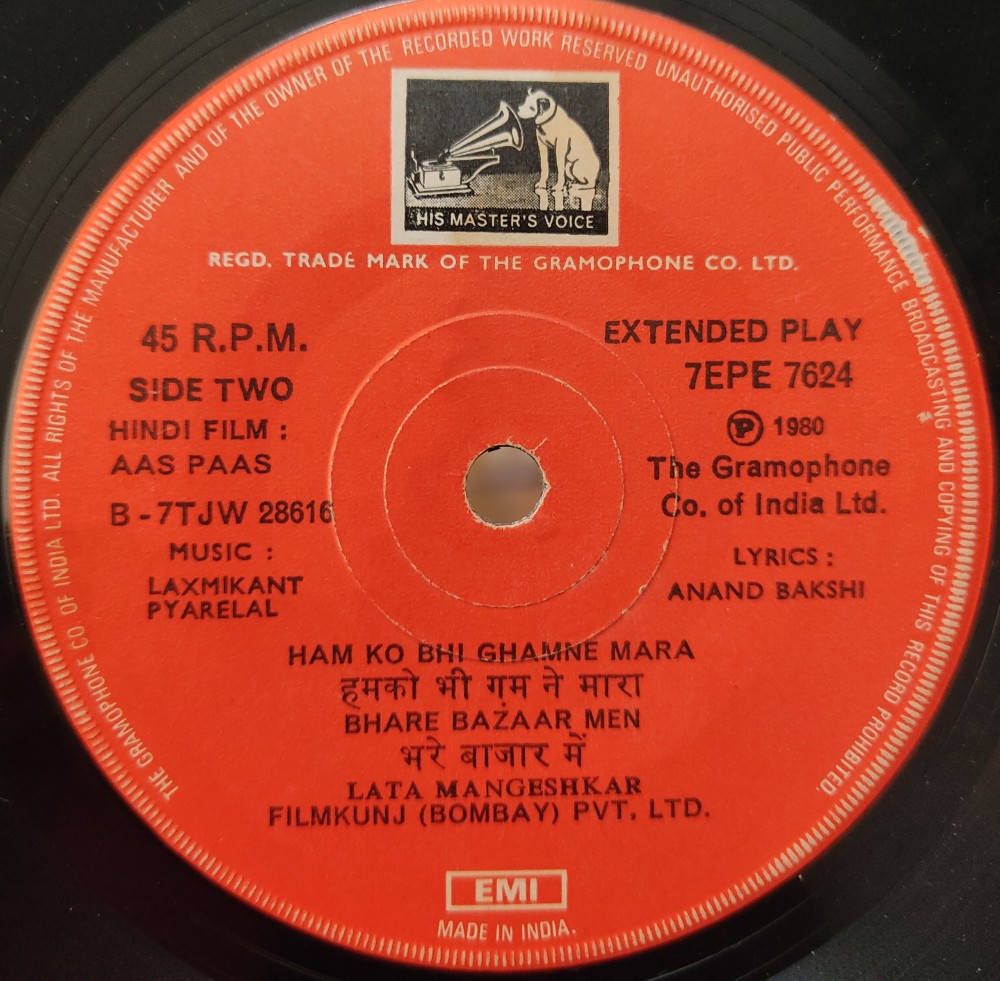 THE GRAMOPHONE CO OF INDIA LTD. ALL RIGHTS OF THE MANUFACTURER AND OF THE OWNER OF THE RECORDED WORK RESERVED UNAUTHORISED PUBLIC PERFORMANCE BROADCASTING AND COPYING OF THIS RECORD PROHIBITED.
HIS MASTER'S VOICE
REGD. TRADE MARK OF THE GRAMOPHONE CO. LTD.
45 R.P.M.
SIDE TWO
HINDI FILM :
AAS PAAS
B-7TJW 28616
MUSIC :
LAXMIKANT
PYARELAL
EXTENDED PLAY
7EPE 7624
Ⓟ 1980
The Gramophone
Co. of India Ltd.
LYRICS :
ANAND BAKSHI
HAM KO BHI GHAMNE MARA
हमको भी ग़म ने मारा
BHARE BAZAAR MEN
भरे बाजार में
LATA MANGESHKAR
FILMKUNJ (BOMBAY) PVT. LTD.
EMI
MADE IN INDIA.